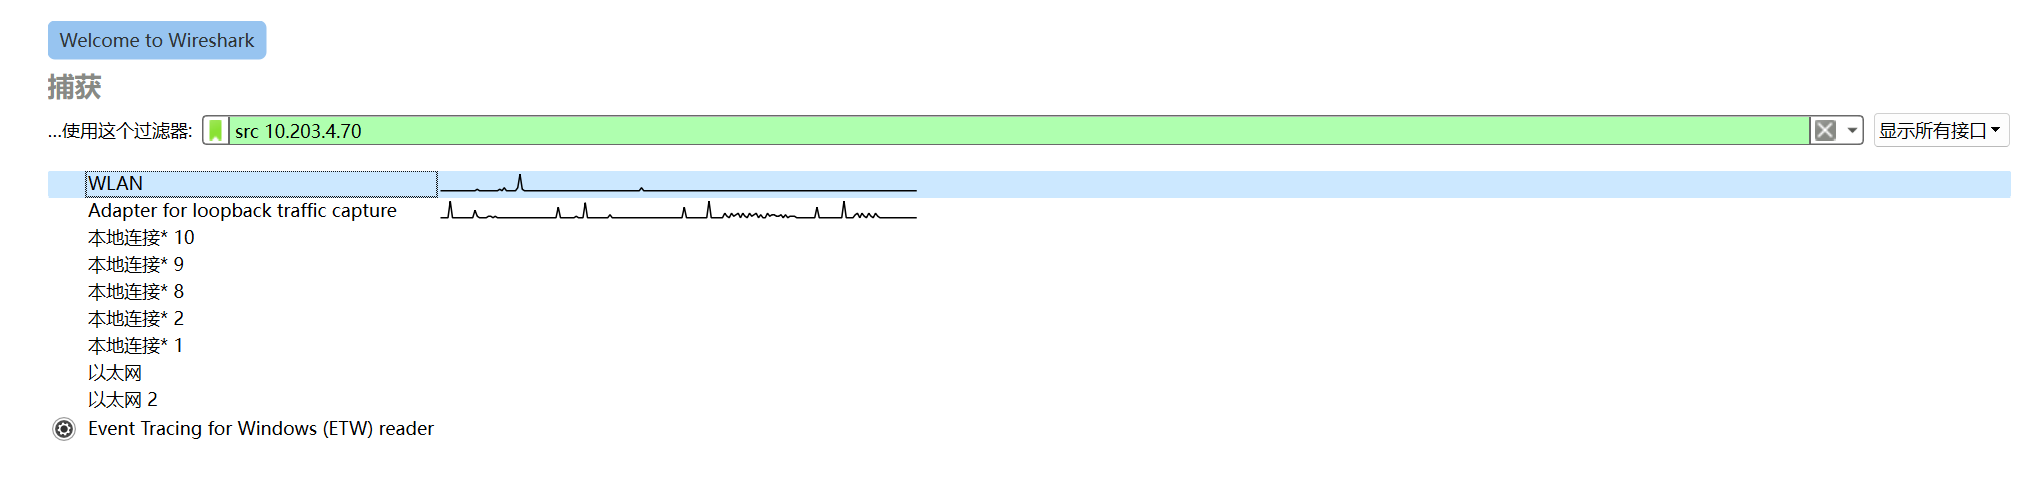 Welcome to Wireshark
捕获
…使用这个过滤器: src 10.203.4.70 显示所有接口
WLAN
Adapter for loopback traffic capture
本地连接* 10
本地连接* 9
本地连接* 8
本地连接* 2
本地连接* 1
以太网
以太网 2
Event Tracing for Windows (ETW) reader